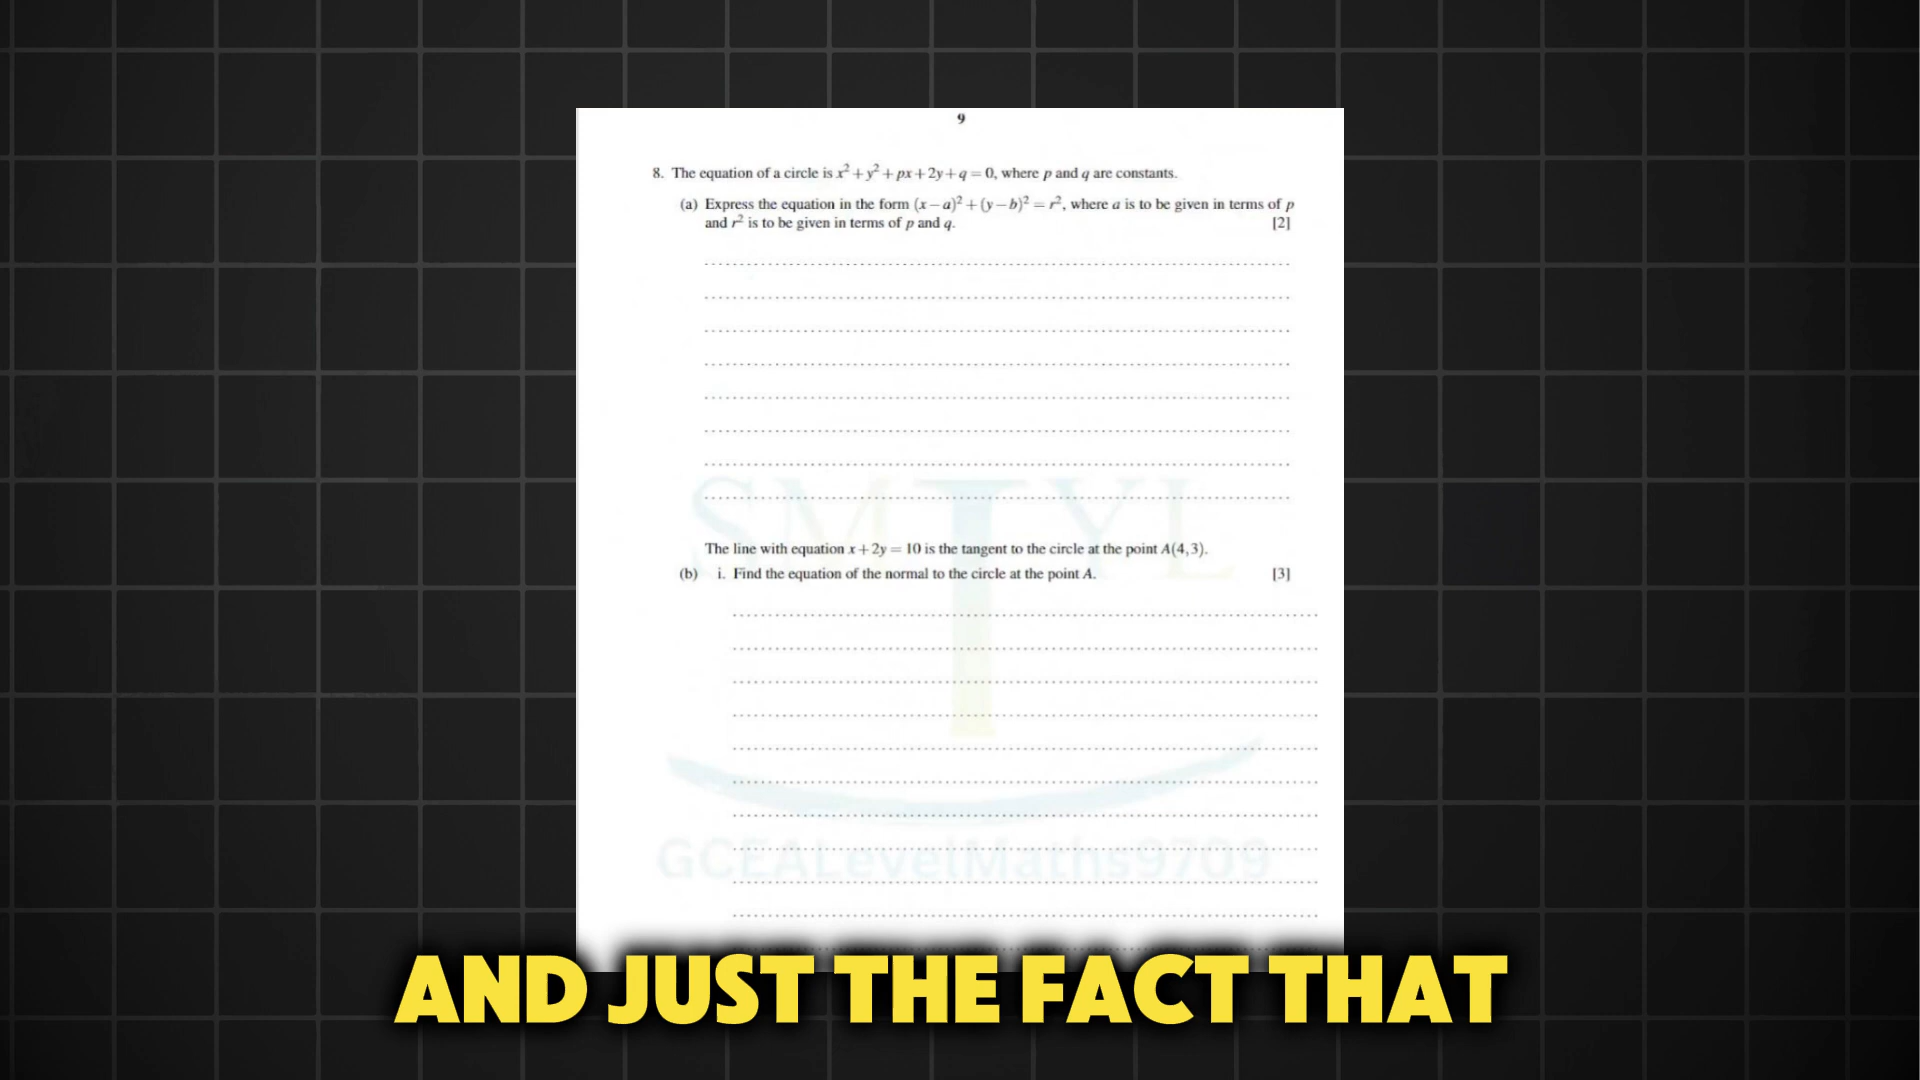 9
8. The equation of a circle is x² + y² + px + 2y + q = 0, where p and q are constants.
(a) Express the equation in the form (x − a)² + (y − b)² = r², where a is to be given in terms of p
and r² is to be given in terms of p and q. [2]
SMIYL
The line with equation x + 2y = 10 is the tangent to the circle at the point A(4,3).
(b) i. Find the equation of the normal to the circle at the point A. [3]
GCEALevelMaths9709
AND JUST THE FACT THAT